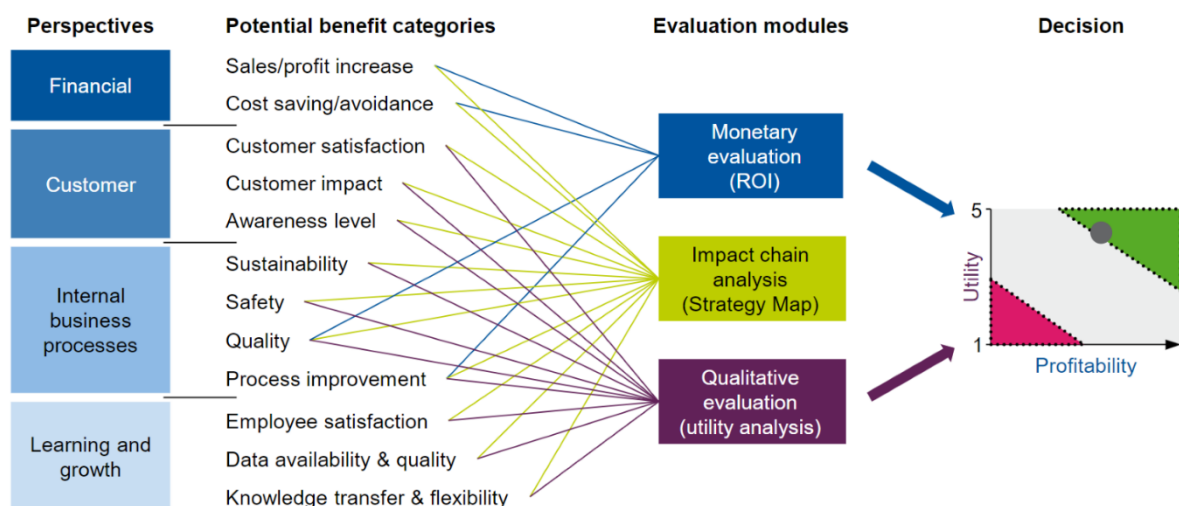 Perspectives
Potential benefit categories
Evaluation modules
Decision
Financial
Customer
Internal
business
processes
Learning and
growth
Sales/profit increase
Cost saving/avoidance
Customer satisfaction
Customer impact
Awareness level
Sustainability
Safety
Quality
Process improvement
Employee satisfaction
Data availability & quality
Knowledge transfer & flexibility
Monetary
evaluation
(ROI)
Impact chain
analysis
(Strategy Map)
Qualitative
evaluation
(utility analysis)
5
Utility
1
Profitability